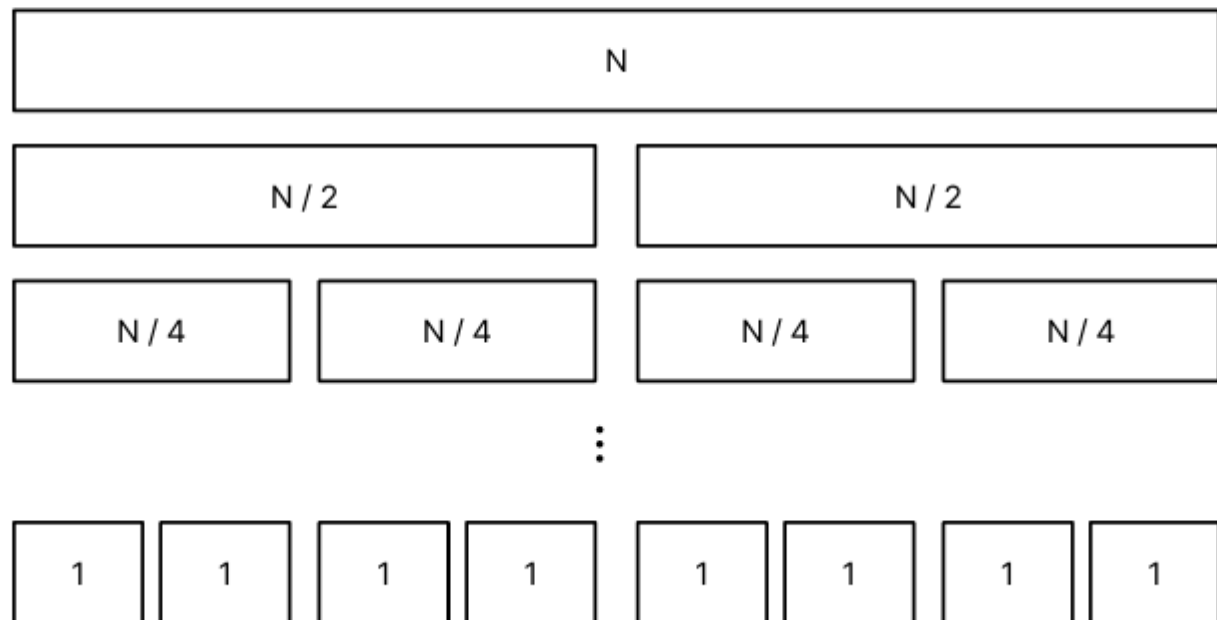 N
N / 2 N / 2
N / 4 N / 4 N / 4 N / 4
1 1 1 1 1 1 1 1